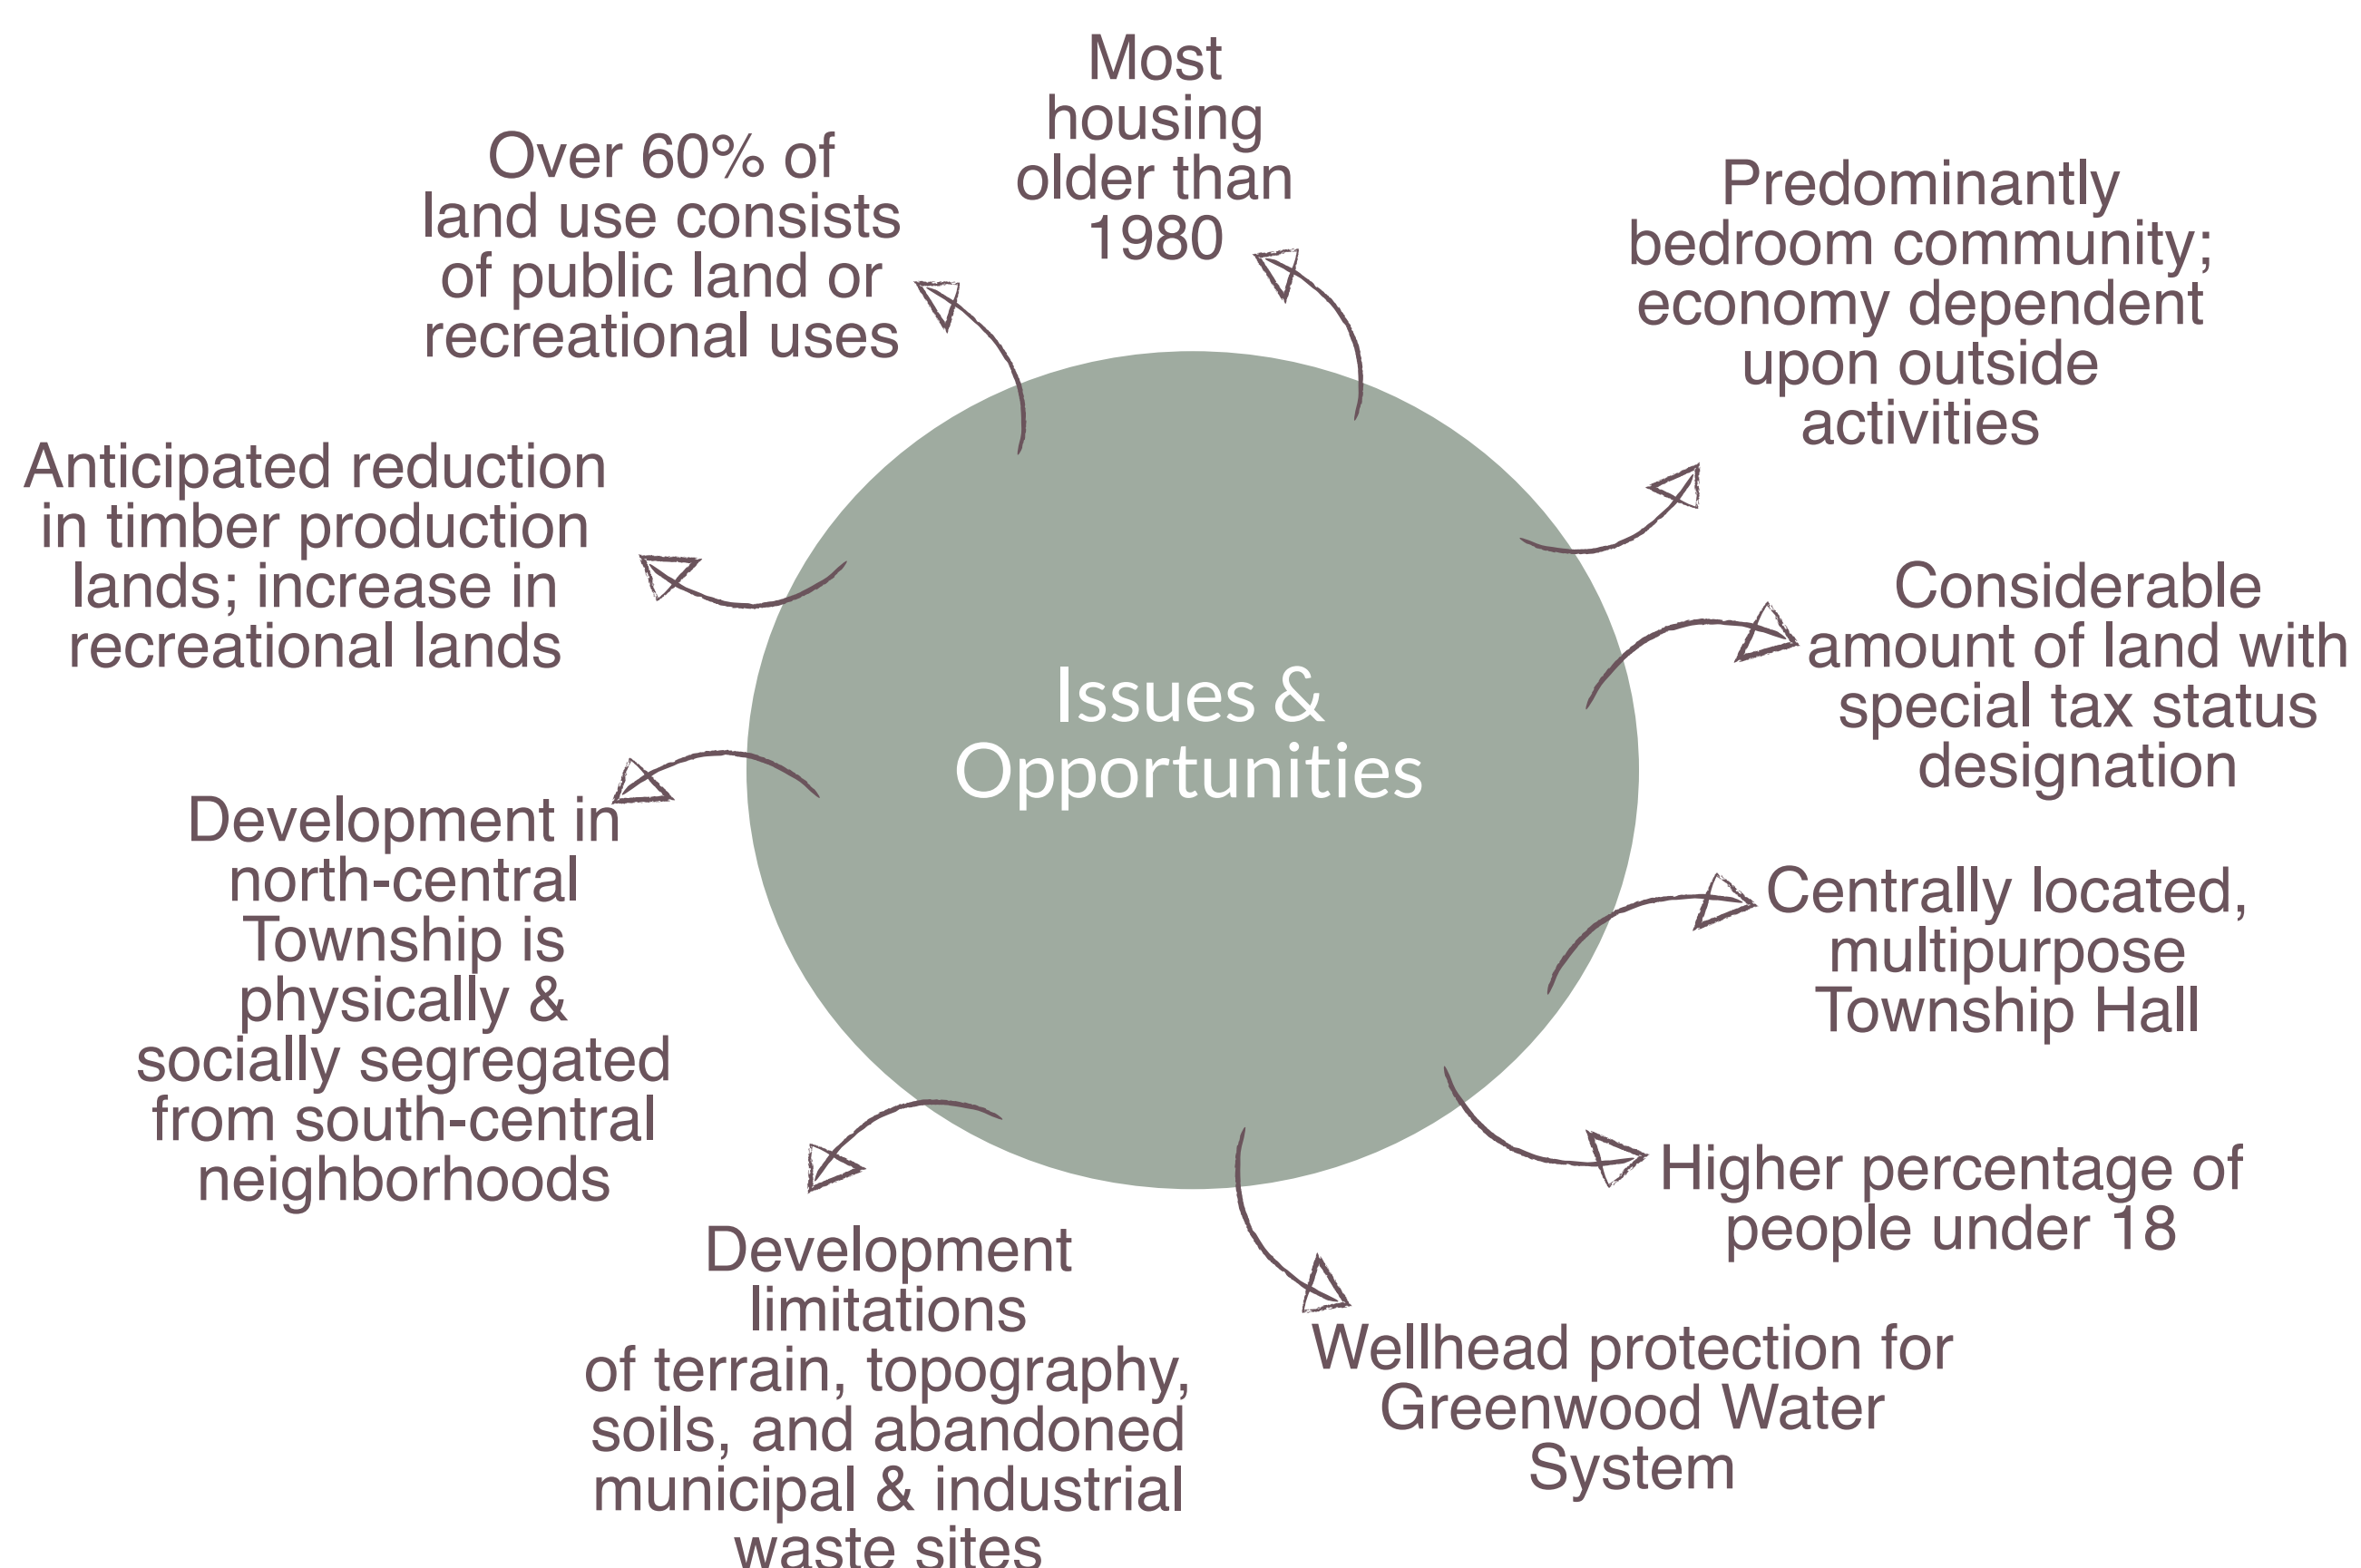 Most
housing
older than
1980
Over 60% of
land use consists
of public land or
recreational uses
Predominantly
bedroom community;
economy dependent
upon outside
activities
Anticipated reduction
in timber production
lands; increase in
recreational lands
Considerable
amount of land with
special tax status
designation
Issues &
Opportunities
Development in
north-central
Township is
physically &
socially segregated
from south-central
neighborhoods
Centrally located,
multipurpose
Township Hall
Higher percentage of
people under 18
Development
limitations
of terrain, topography,
soils, and abandoned
municipal & industrial
waste sites
Wellhead protection for
Greenwood Water
System